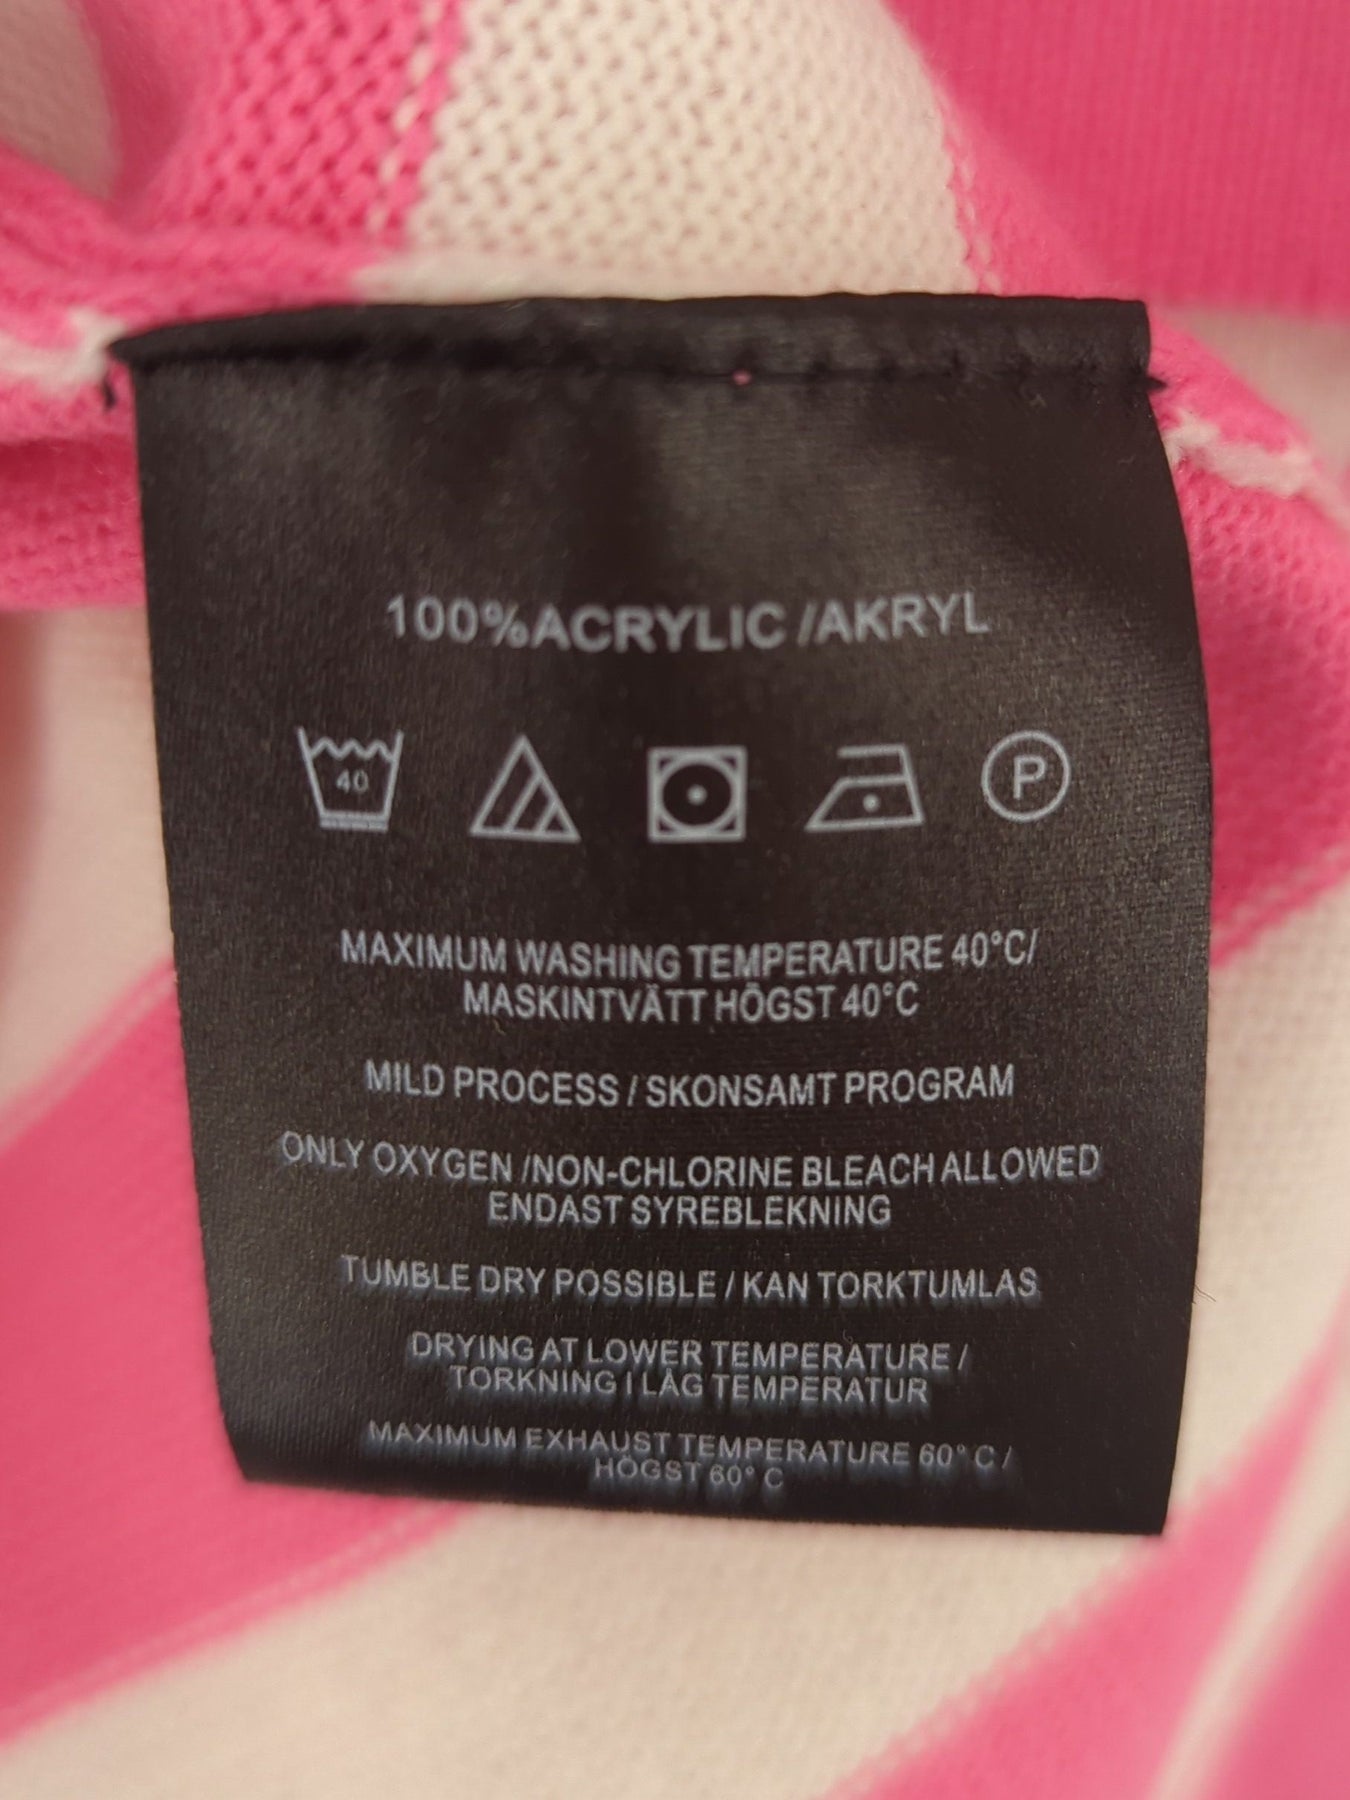 100%ACRYLIC /AKRYL
40 P
MAXIMUM WASHING TEMPERATURE 40°C/
MASKINTVÄTT HÖGST 40°C
MILD PROCESS / SKONSAMT PROGRAM
ONLY OXYGEN /NON-CHLORINE BLEACH ALLOWED
ENDAST SYREBLEKNING
TUMBLE DRY POSSIBLE / KAN TORKTUMLAS
DRYING AT LOWER TEMPERATURE /
TORKNING I LÅG TEMPERATUR
MAXIMUM EXHAUST TEMPERATURE 60° C /
HÖGST 60° C